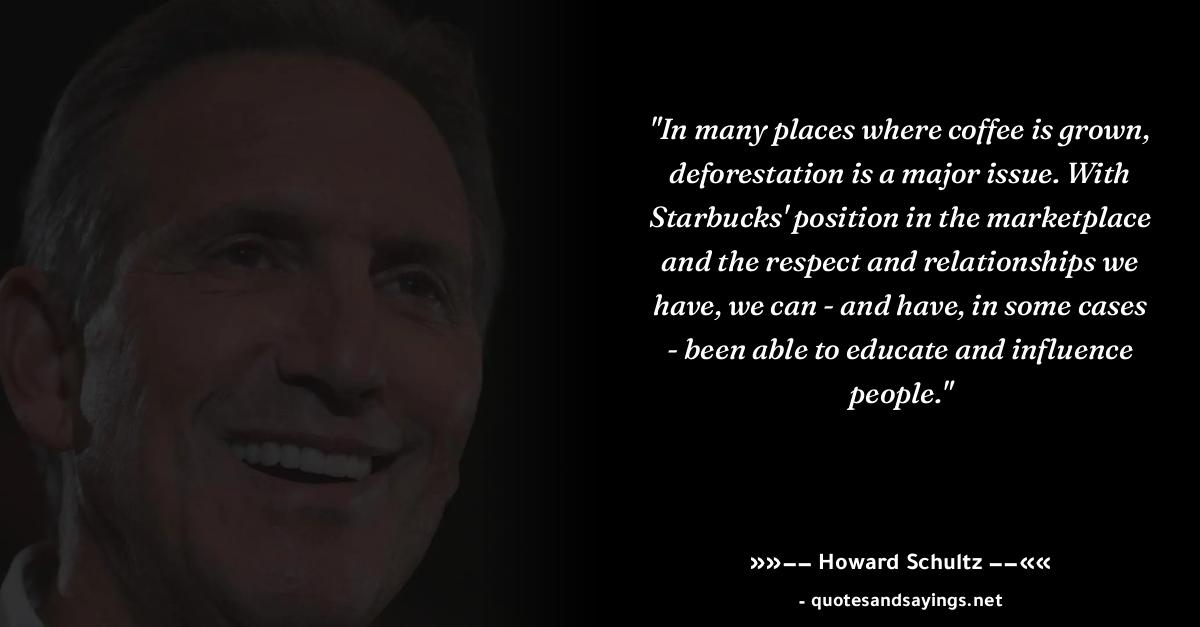 "In many places where coffee is grown,
deforestation is a major issue. With
Starbucks' position in the marketplace
and the respect and relationships we
have, we can - and have, in some cases
- been able to educate and influence
people."
»»−− Howard Schultz −−««
- quotesandsayings.net